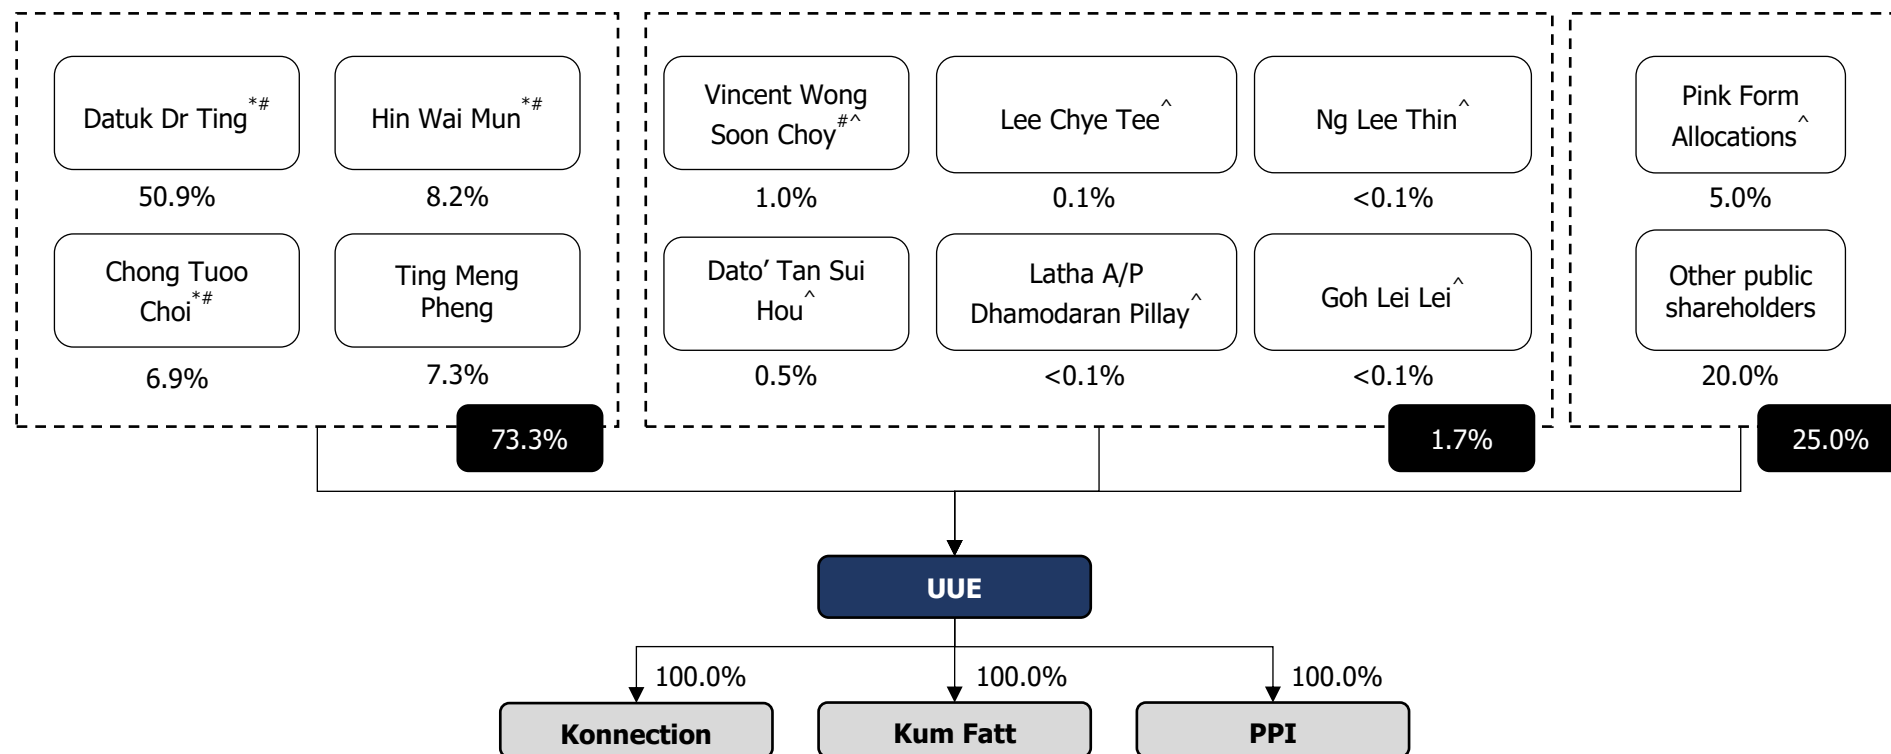 Datuk Dr Ting*#
50.9%
Hin Wai Mun*#
8.2%
Chong Tuoo
Choi*#
6.9%
Ting Meng
Pheng
7.3%
73.3%
Vincent Wong
Soon Choy#^
1.0%
Lee Chye Tee^
0.1%
Ng Lee Thin^
<0.1%
Dato’ Tan Sui
Hou^
0.5%
Latha A/P
Dhamodaran Pillay^
<0.1%
Goh Lei Lei^
<0.1%
1.7%
Pink Form
Allocations^
5.0%
Other public
shareholders
20.0%
25.0%
UUE
100.0%
100.0%
100.0%
Konnection
Kum Fatt
PPI